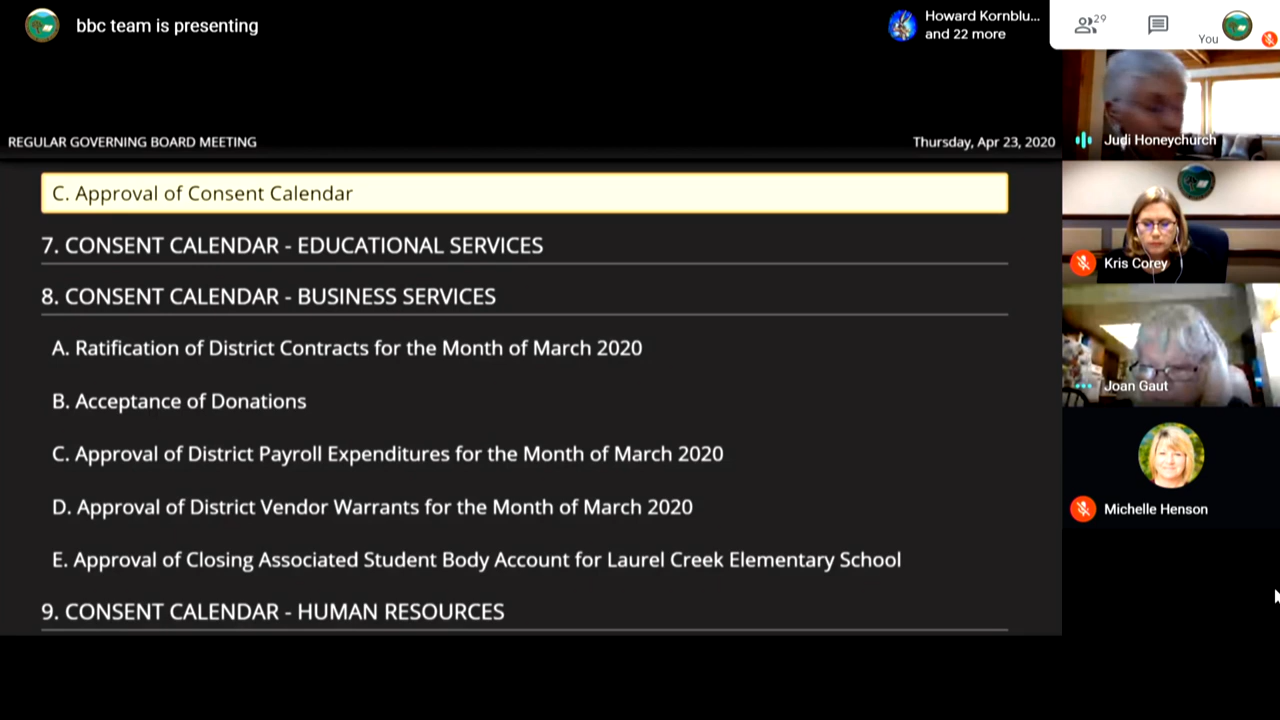 bbc team is presenting
Howard Kornblu...
and 22 more
29
You
REGULAR GOVERNING BOARD MEETING
Thursday, Apr 23, 2020
Judi Honeychurch
C. Approval of Consent Calendar
7. CONSENT CALENDAR - EDUCATIONAL SERVICES
Kris Corey
8. CONSENT CALENDAR - BUSINESS SERVICES
A. Ratification of District Contracts for the Month of March 2020
Joan Gaut
B. Acceptance of Donations
C. Approval of District Payroll Expenditures for the Month of March 2020
D. Approval of District Vendor Warrants for the Month of March 2020
Michelle Henson
E. Approval of Closing Associated Student Body Account for Laurel Creek Elementary School
9. CONSENT CALENDAR - HUMAN RESOURCES